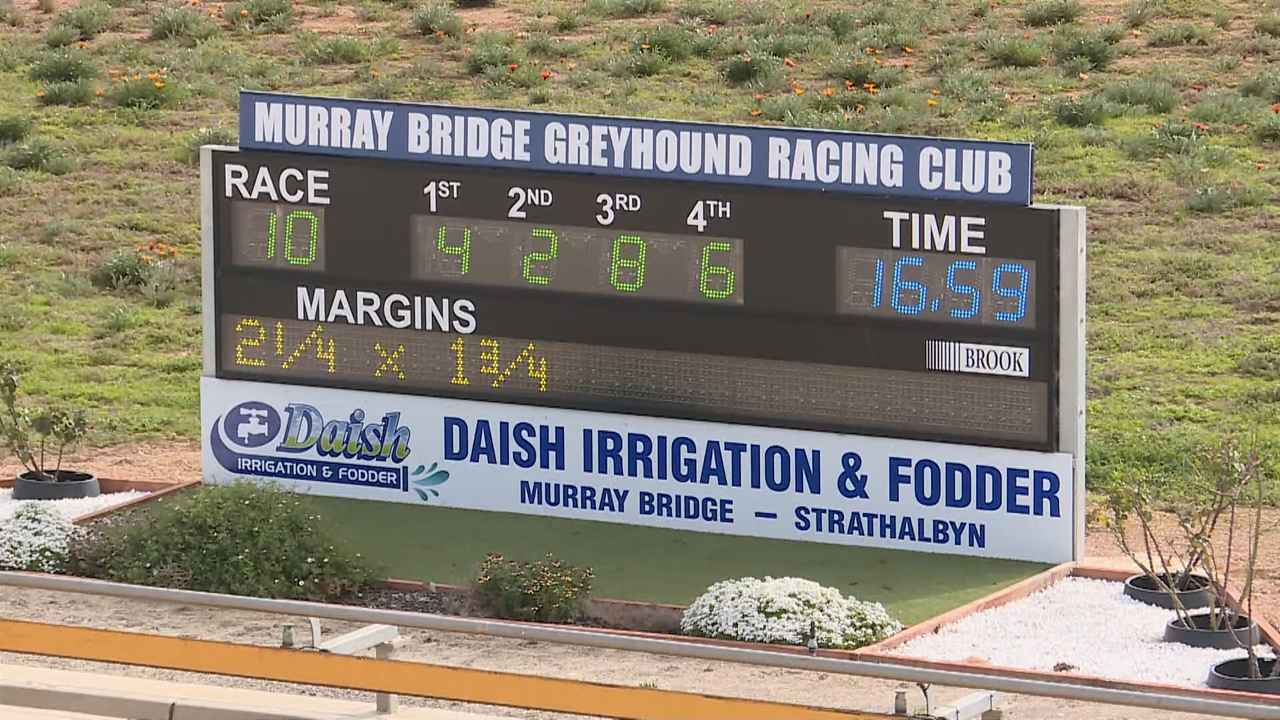 MURRAY BRIDGE GREYHOUND RACING CLUB
RACE 1ST 2ND 3RD 4TH TIME
10 4 2 8 6 16.59
MARGINS
2 1/4 x 1 3/4
BROOK
Daish
IRRIGATION & FODDER
DAISH IRRIGATION & FODDER
MURRAY BRIDGE – STRATHALBYN